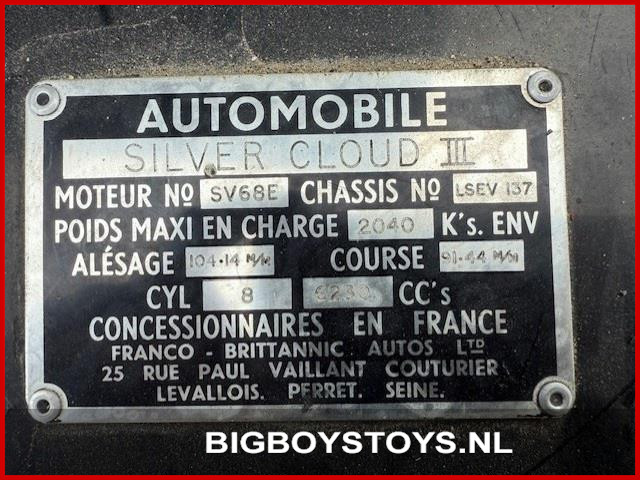 AUTOMOBILE
SILVER CLOUD III
MOTEUR Nº SV68E CHASSIS Nº LSEV 137
POIDS MAXI EN CHARGE 2040 K's. ENV
ALÉSAGE 104·14 M/M COURSE 91·44 M/M
CYL 8 6230 CC's
CONCESSIONNAIRES EN FRANCE
FRANCO - BRITTANNIC AUTOS LTD
25 RUE PAUL VAILLANT COUTURIER
LEVALLOIS. PERRET. SEINE.
BIGBOYSTOYS.NL